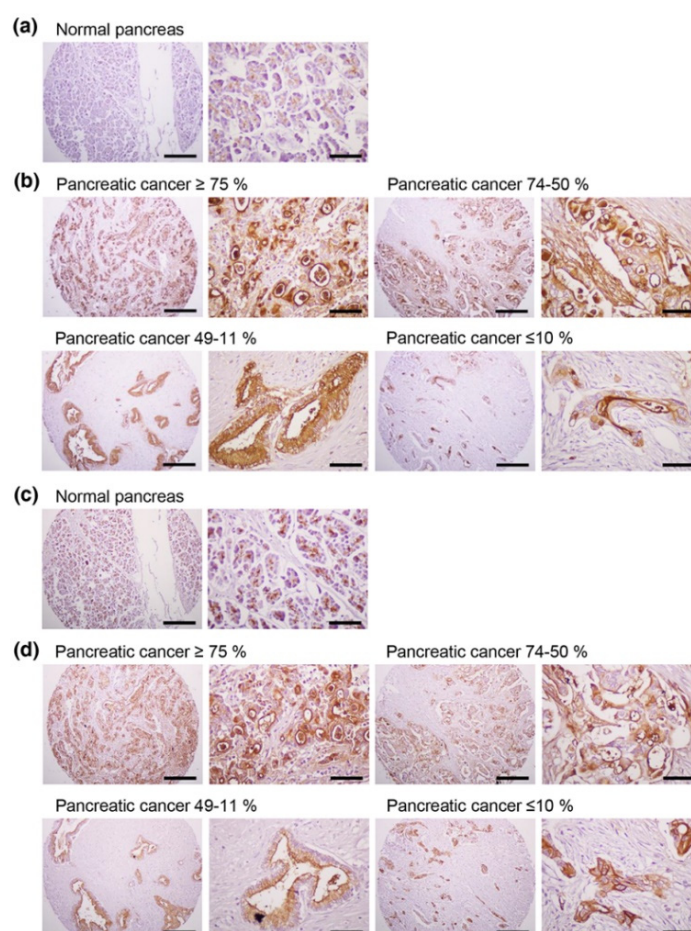 (a) Normal pancreas
(b) Pancreatic cancer ≥ 75 % Pancreatic cancer 74-50 %
Pancreatic cancer 49-11 % Pancreatic cancer ≤10 %
(c) Normal pancreas
(d) Pancreatic cancer ≥ 75 % Pancreatic cancer 74-50 %
Pancreatic cancer 49-11 % Pancreatic cancer ≤10 %